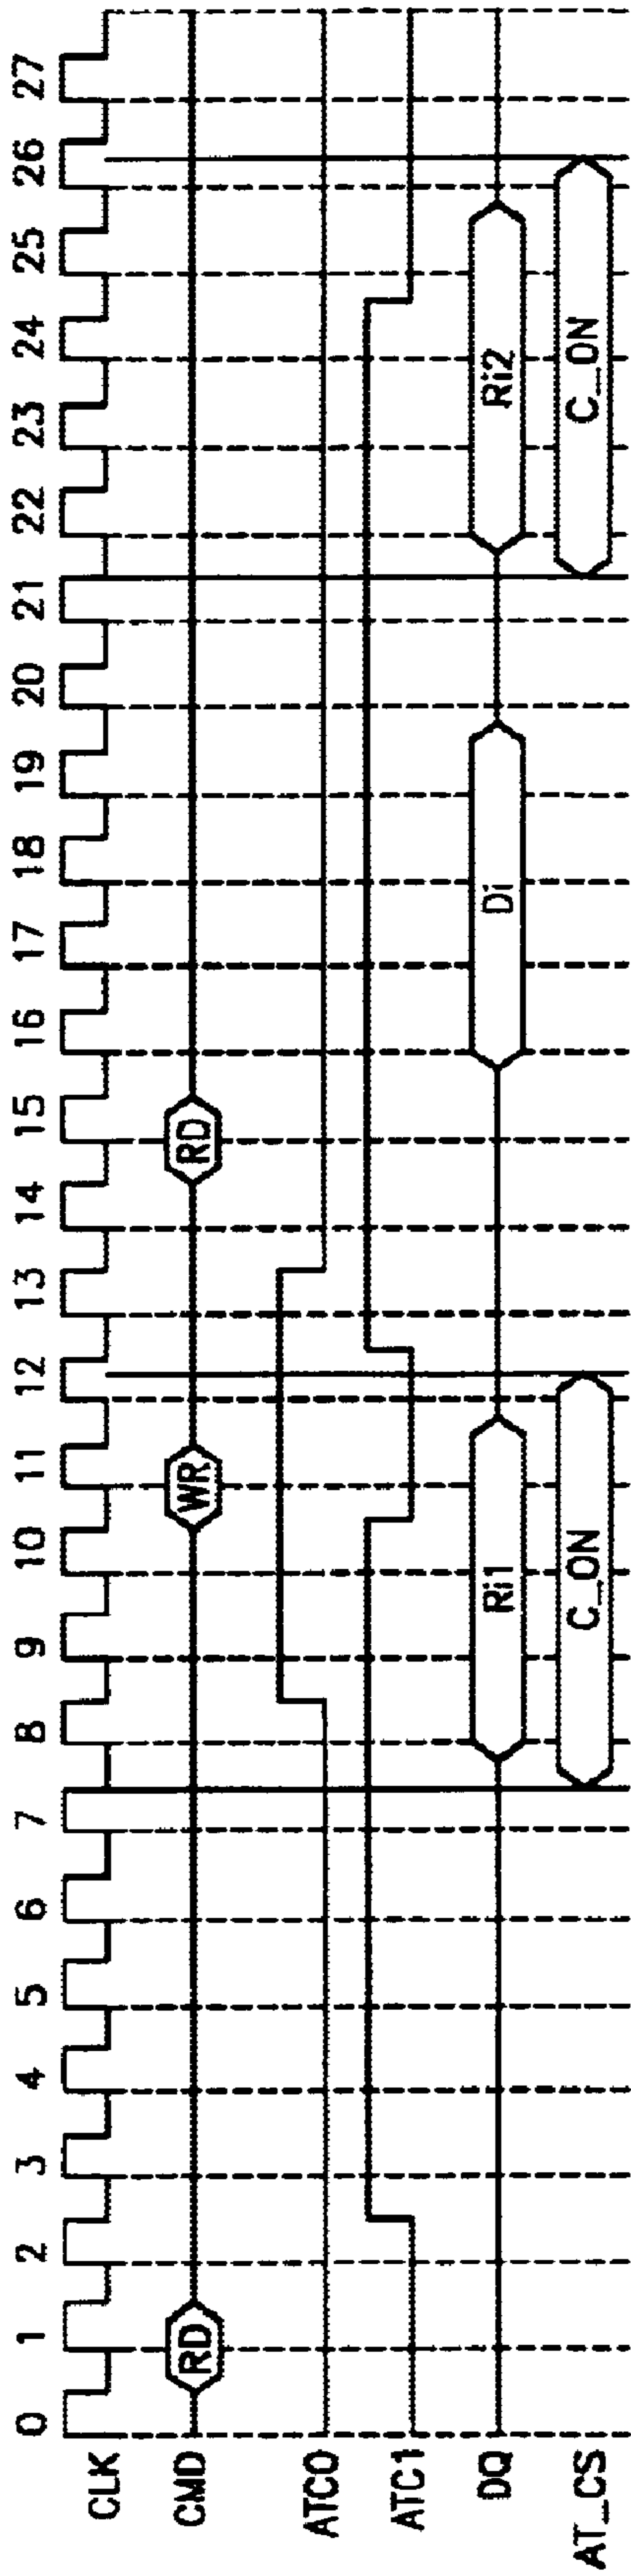 0 1 2 3 4 5 6 7 8 9 10 11 12 13 14 15 16 17 18 19 20 21 22 23 24 25 26 27
CLK
CMD RD WR RD
ATC0
ATC1
DQ Ri1 Di Ri2
AT_CS C_ON C_ON